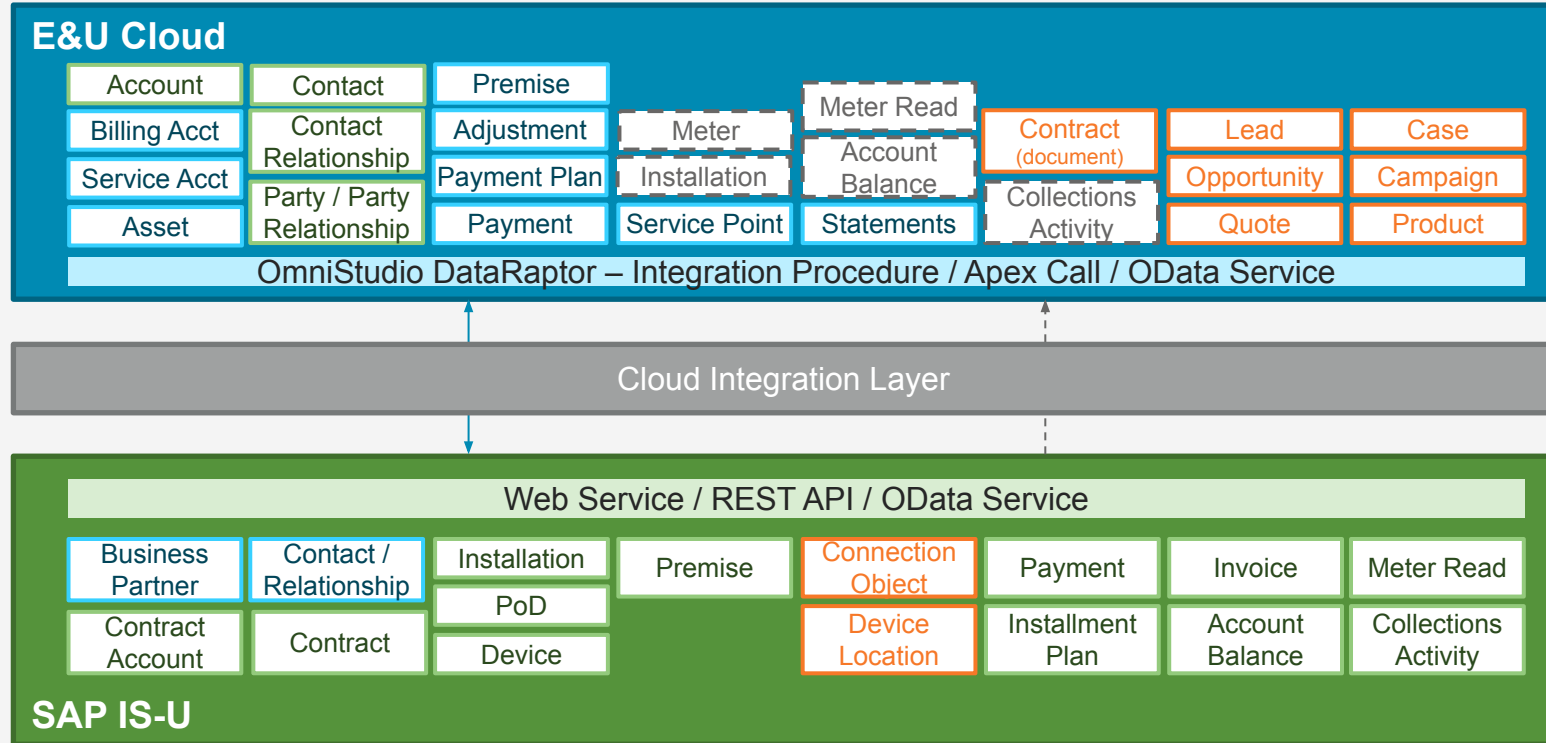 E&U Cloud
Account
Billing Acct
Service Acct
Asset
Contact
Contact
Relationship
Party / Party
Relationship
Premise
Adjustment
Payment Plan
Payment
Meter
Installation
Service Point
Meter Read
Account
Balance
Statements
Contract
(document)
Collections
Activity
Lead
Opportunity
Quote
Case
Campaign
Product
OmniStudio DataRaptor – Integration Procedure / Apex Call / OData Service
Cloud Integration Layer
Web Service / REST API / OData Service
Business
Partner
Contract
Account
Contact /
Relationship
Contract
Installation
PoD
Device
Premise
Connection
Object
Device
Location
Payment
Installment
Plan
Invoice
Account
Balance
Meter Read
Collections
Activity
SAP IS-U